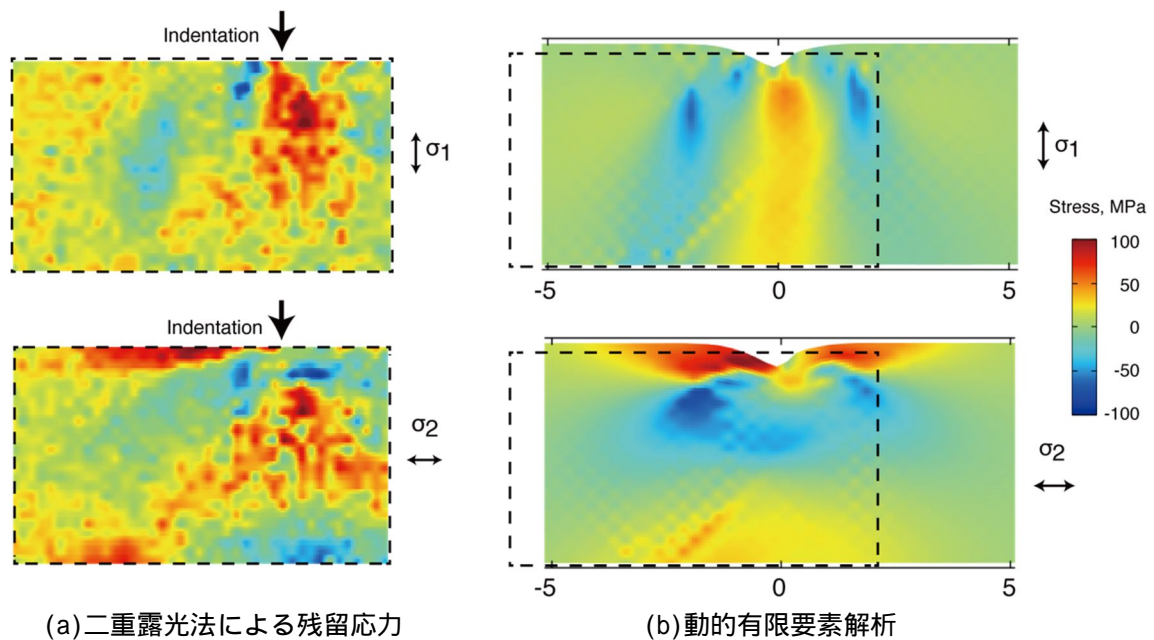 Indentation
σ1
σ1
Stress, MPa
100
50
0
-50
-100
-5 0 5
Indentation
σ2
σ2
-5 0 5
(a)二重露光法による残留応力
(b)動的有限要素解析